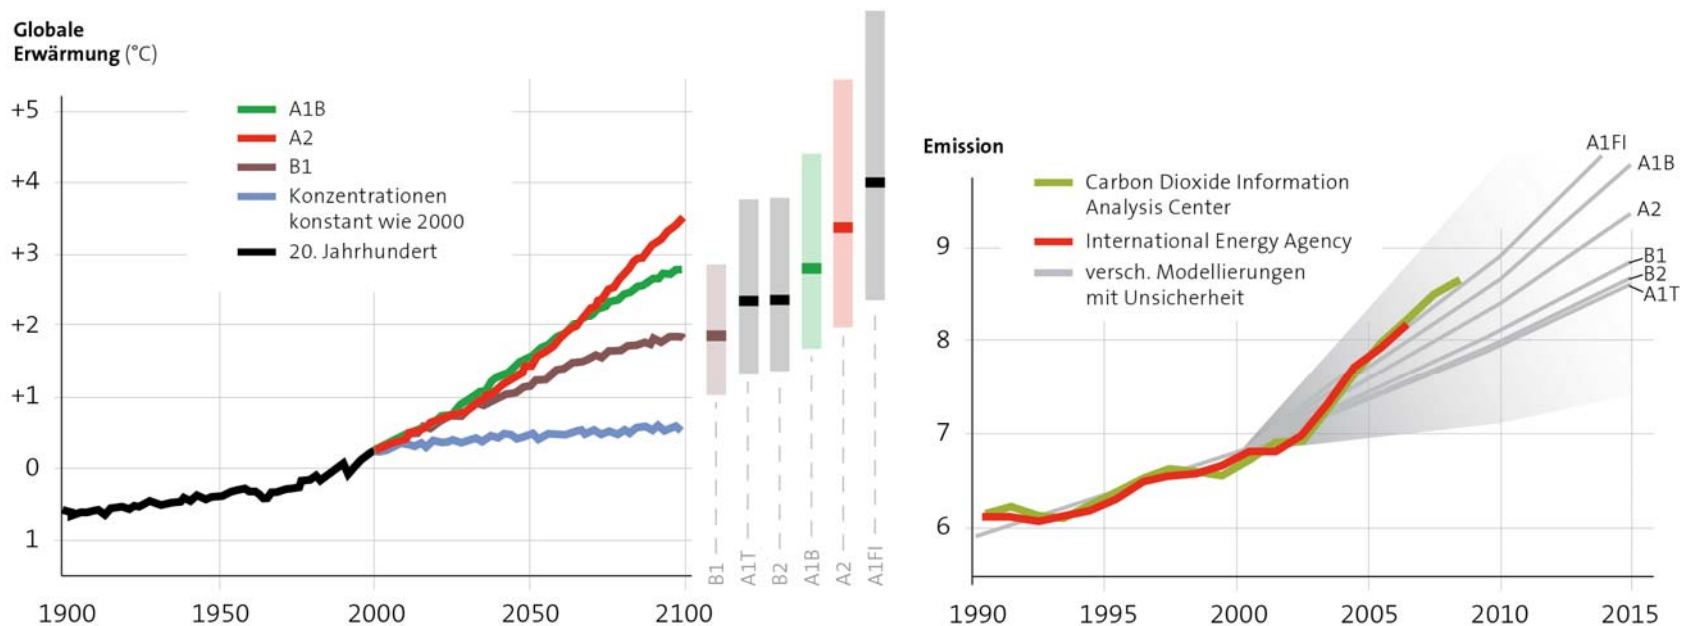 Globale
Erwärmung (°C)
+5
+4
+3
+2
+1
0
1
A1B
A2
B1
Konzentrationen
konstant wie 2000
20. Jahrhundert
1900 1950 2000 2050 2100
B1
A1T
B2
A1B
A2
A1FI
Emission
9
8
7
6
Carbon Dioxide Information
Analysis Center
International Energy Agency
versch. Modellierungen
mit Unsicherheit
A1FI
A1B
A2
B1
B2
A1T
1990 1995 2000 2005 2010 2015